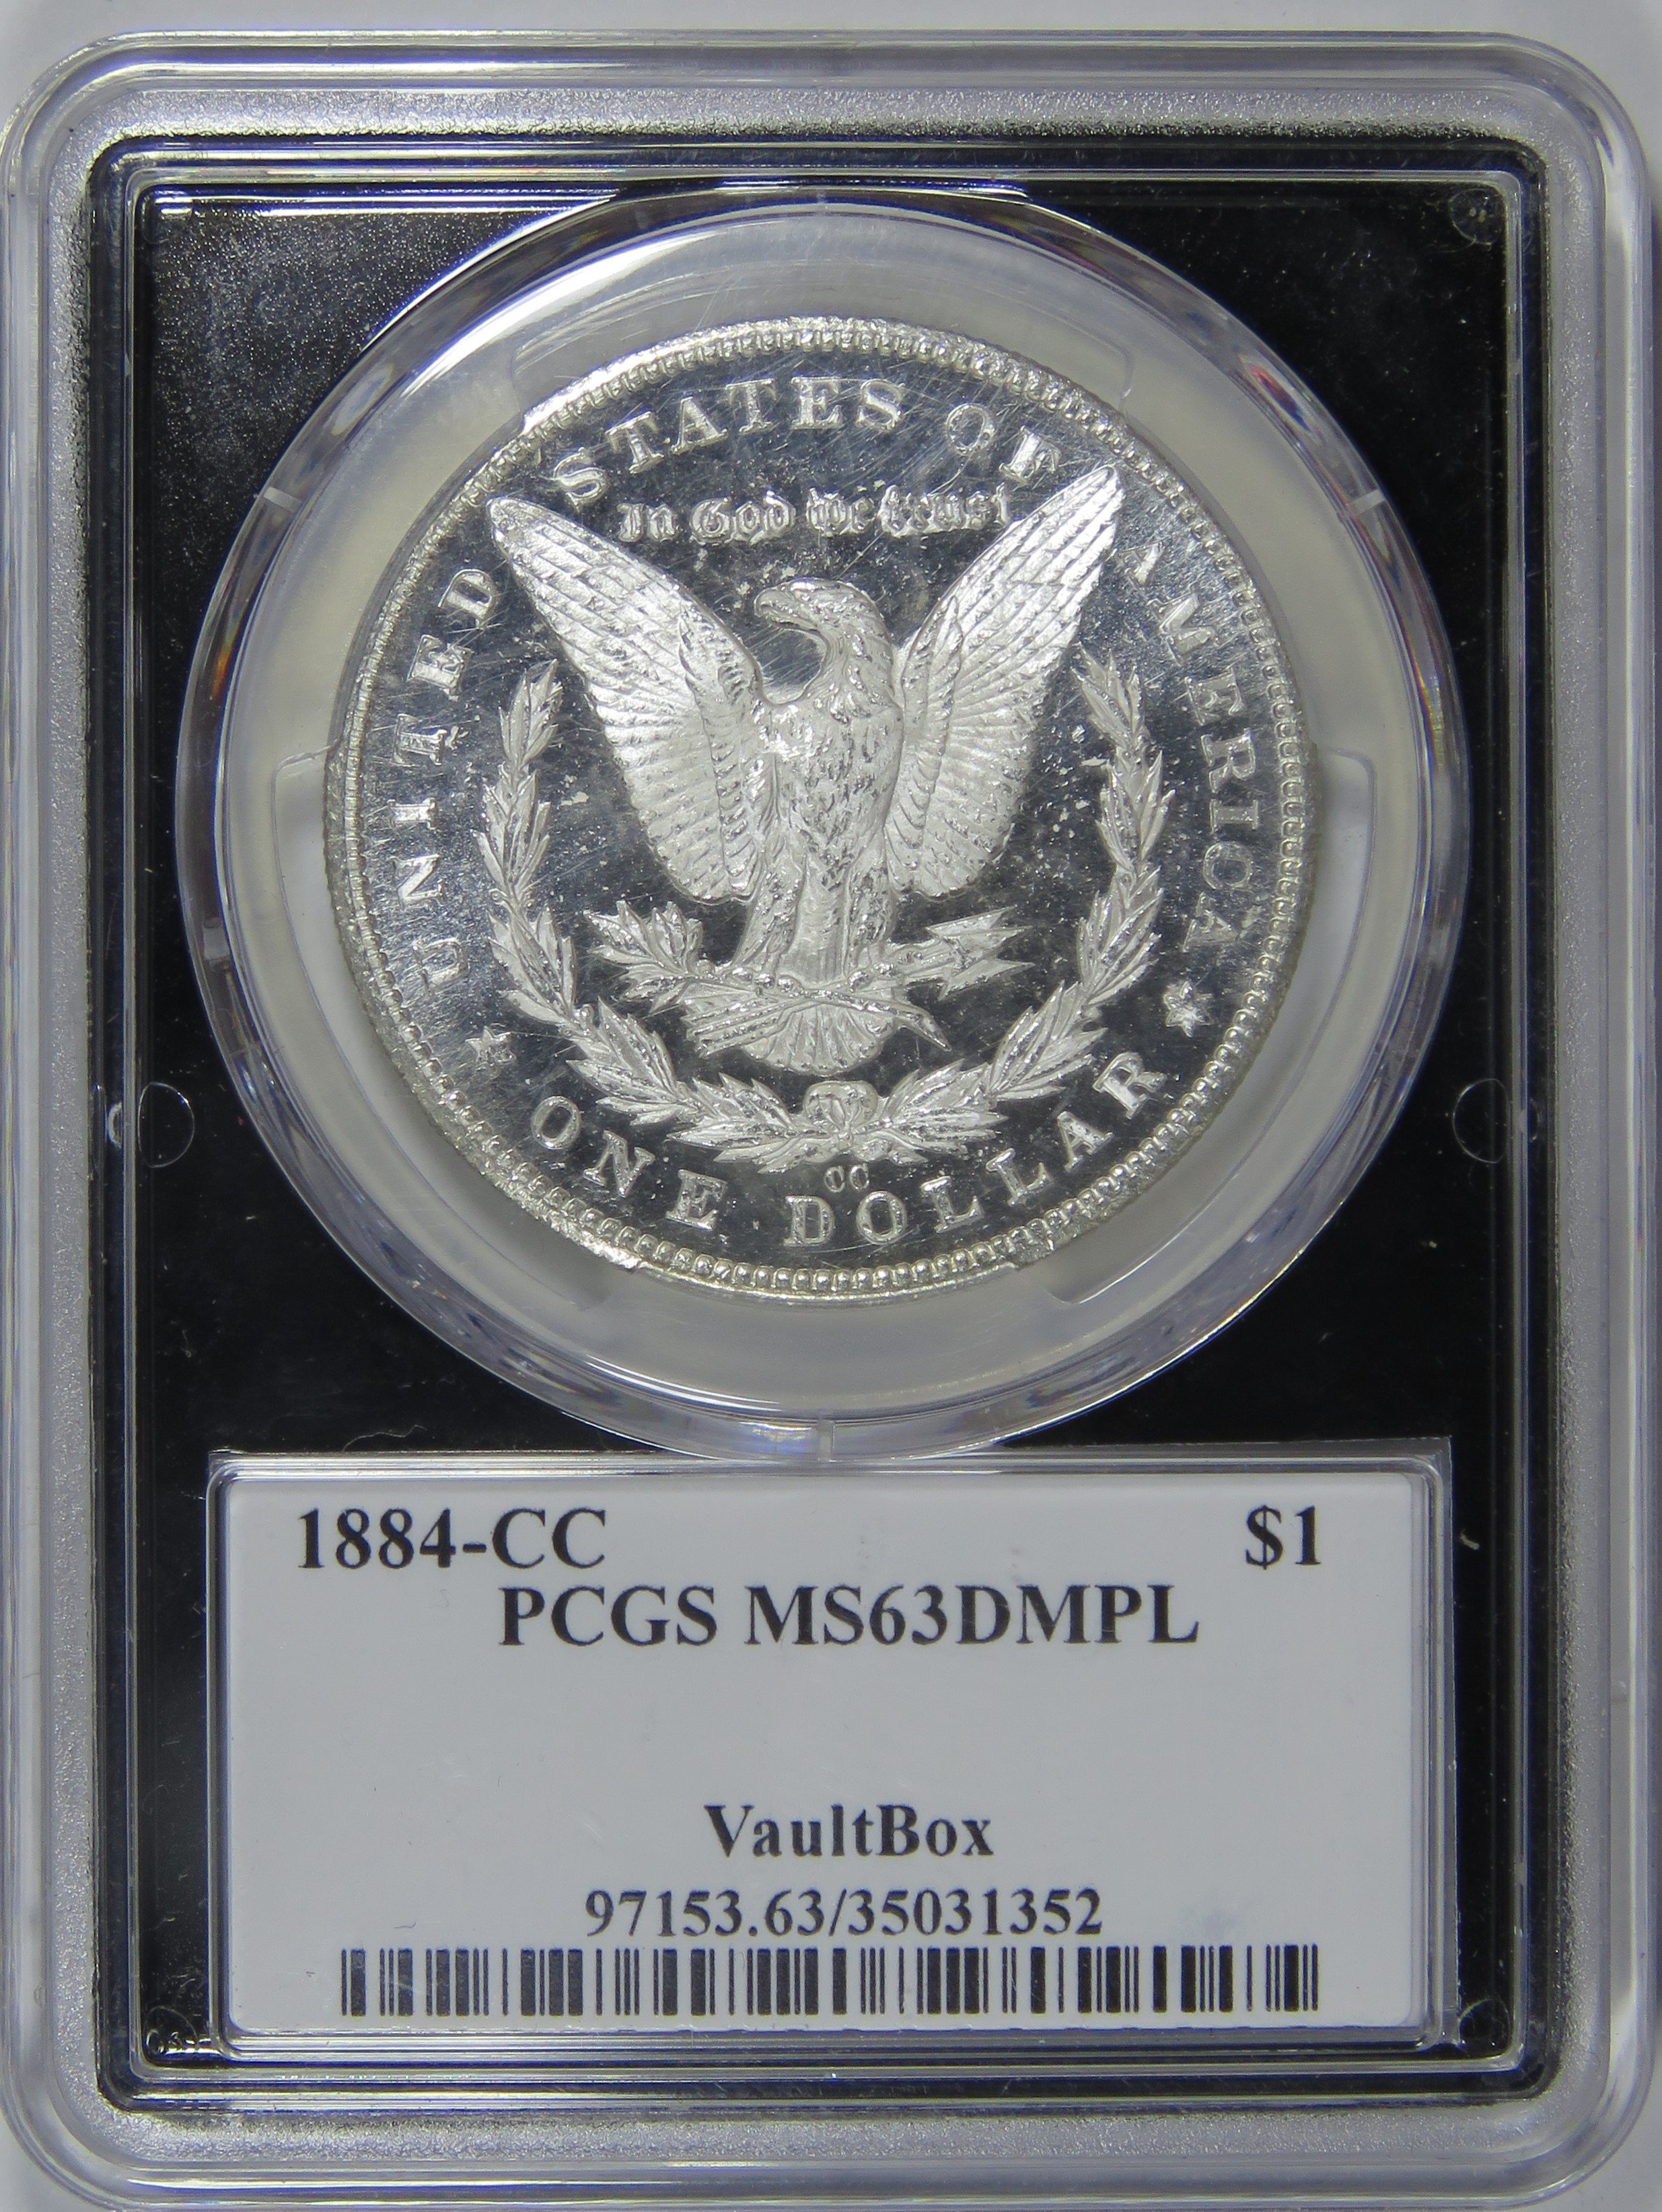 UNITED STATES OF AMERICA
In God we trust
CC
ONE DOLLAR
1884-CC $1
PCGS MS63DMPL
VaultBox
97153.63/35031352